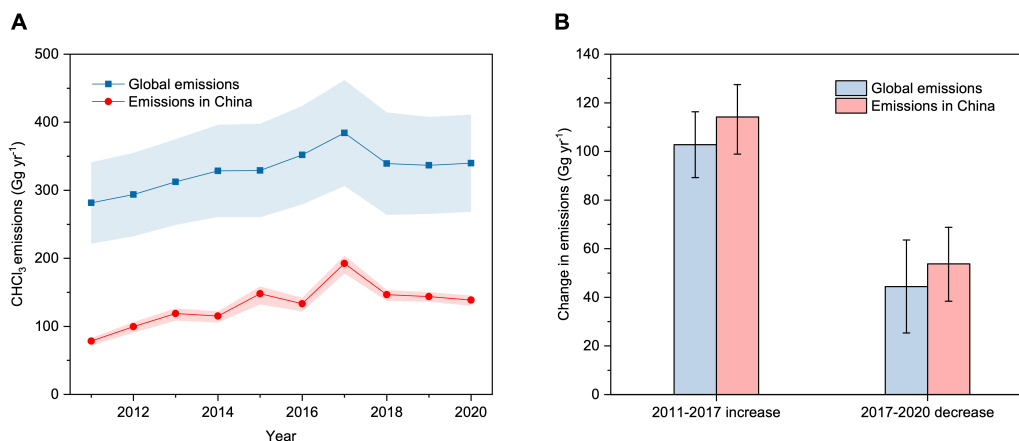 A
CHCl₃ emissions (Gg yr⁻¹)
500
400
300
200
100
0
Global emissions
Emissions in China
2012
2014
2016
2018
2020
Year
B
Change in emissions (Gg yr⁻¹)
140
120
100
80
60
40
20
0
Global emissions
Emissions in China
2011-2017 increase
2017-2020 decrease